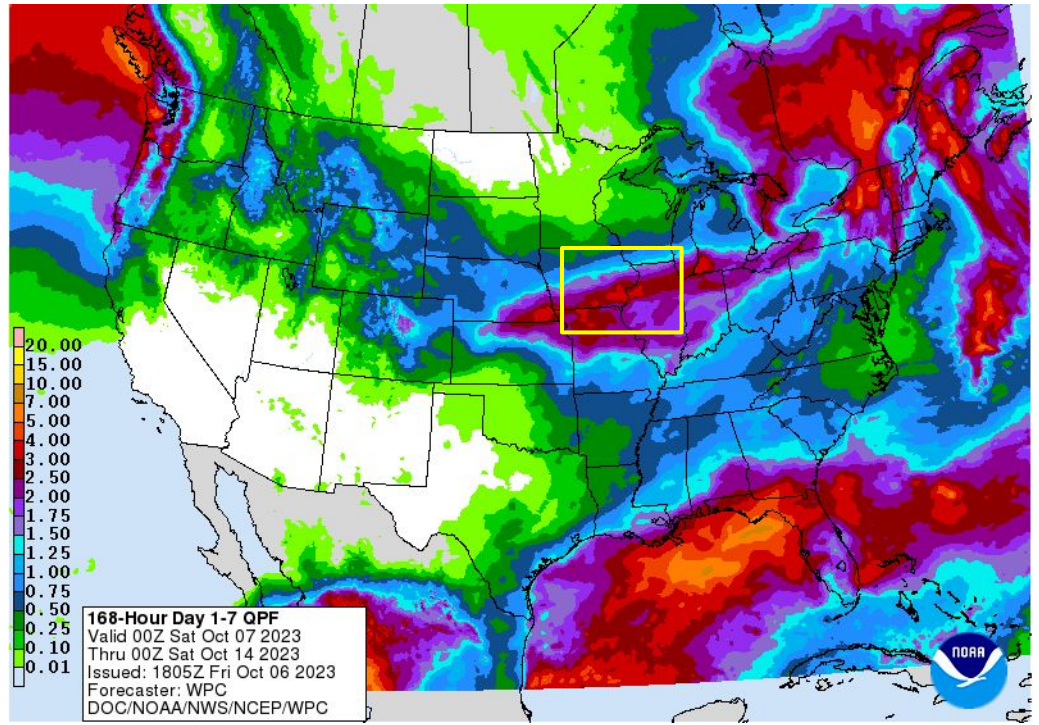 20.00
15.00
10.00
7.00
5.00
4.00
3.00
2.50
2.00
1.75
1.50
1.25
1.00
0.75
0.50
0.25
0.10
0.01
168-Hour Day 1-7 QPF
Valid 00Z Sat Oct 07 2023
Thru 00Z Sat Oct 14 2023
Issued: 1805Z Fri Oct 06 2023
Forecaster: WPC
DOC/NOAA/NWS/NCEP/WPC
NOAA